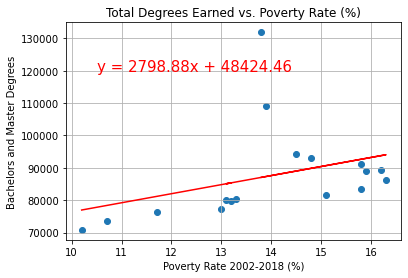 Total Degrees Earned vs. Poverty Rate (%)
130000
120000
110000
100000
90000
80000
70000
Bachelors and Master Degrees
y = 2798.88x + 48424.46
10 11 12 13 14 15 16
Poverty Rate 2002-2018 (%)